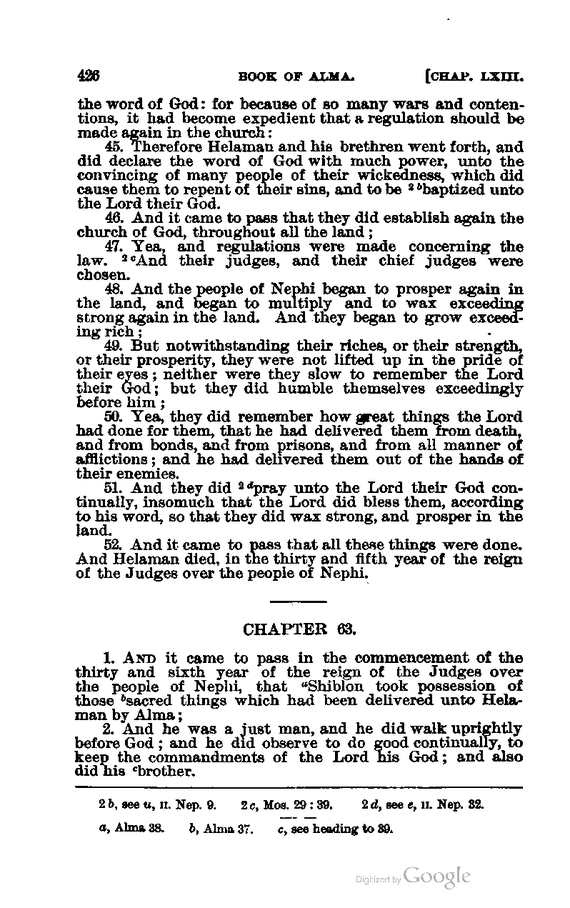 426 BOOK OF ALMA. [CHAP. LXIII.
the word of God: for because of so many wars and conten-
tions, it had become expedient that a regulation should be
made again in the church:
45. Therefore Helaman and his brethren went forth, and
did declare the word of God with much power, unto the
convincing of many people of their wickedness, which did
cause them to repent of their sins, and to be 2bbaptized unto
the Lord their God.
46. And it came to pass that they did establish again the
church of God, throughout all the land;
47. Yea, and regulations were made concerning the
law. 2cAnd their judges, and their chief judges were
chosen.
48. And the people of Nephi began to prosper again in
the land, and began to multiply and to wax exceeding
strong again in the land. And they began to grow exceed-
ing rich:
49. But notwithstanding their riches, or their strength,
or their prosperity, they were not lifted up in the pride of
their eyes; neither were they slow to remember the Lord
their God; but they did humble themselves exceedingly
before him;
50. Yea, they did remember how great things the Lord
had done for them, that he had delivered them from death,
and from bonds, and from prisons, and from all manner of
afflictions; and he had delivered them out of the hands of
their enemies.
51. And they did 2dpray unto the Lord their God con-
tinually, insomuch that the Lord did bless them, according
to his word, so that they did wax strong, and prosper in the
land.
52. And it came to pass that all these things were done.
And Helaman died, in the thirty and fifth year of the reign
of the Judges over the people of Nephi.
CHAPTER 63.
1. AND it came to pass in the commencement of the
thirty and sixth year of the reign of the Judges over
the people of Nephi, that aShiblon took possession of
those bsacred things which had been delivered unto Hela-
man by Alma;
2. And he was a just man, and he did walk uprightly
before God; and he did observe to do good continually, to
keep the commandments of the Lord his God; and also
did his cbrother.
2b, see u, II. Nep. 9. 2c, Mos. 29:39. 2d, see e, II. Nep. 32.
a, Alma 38. b, Alma 37. c, see heading to 39.
Digitized by Google